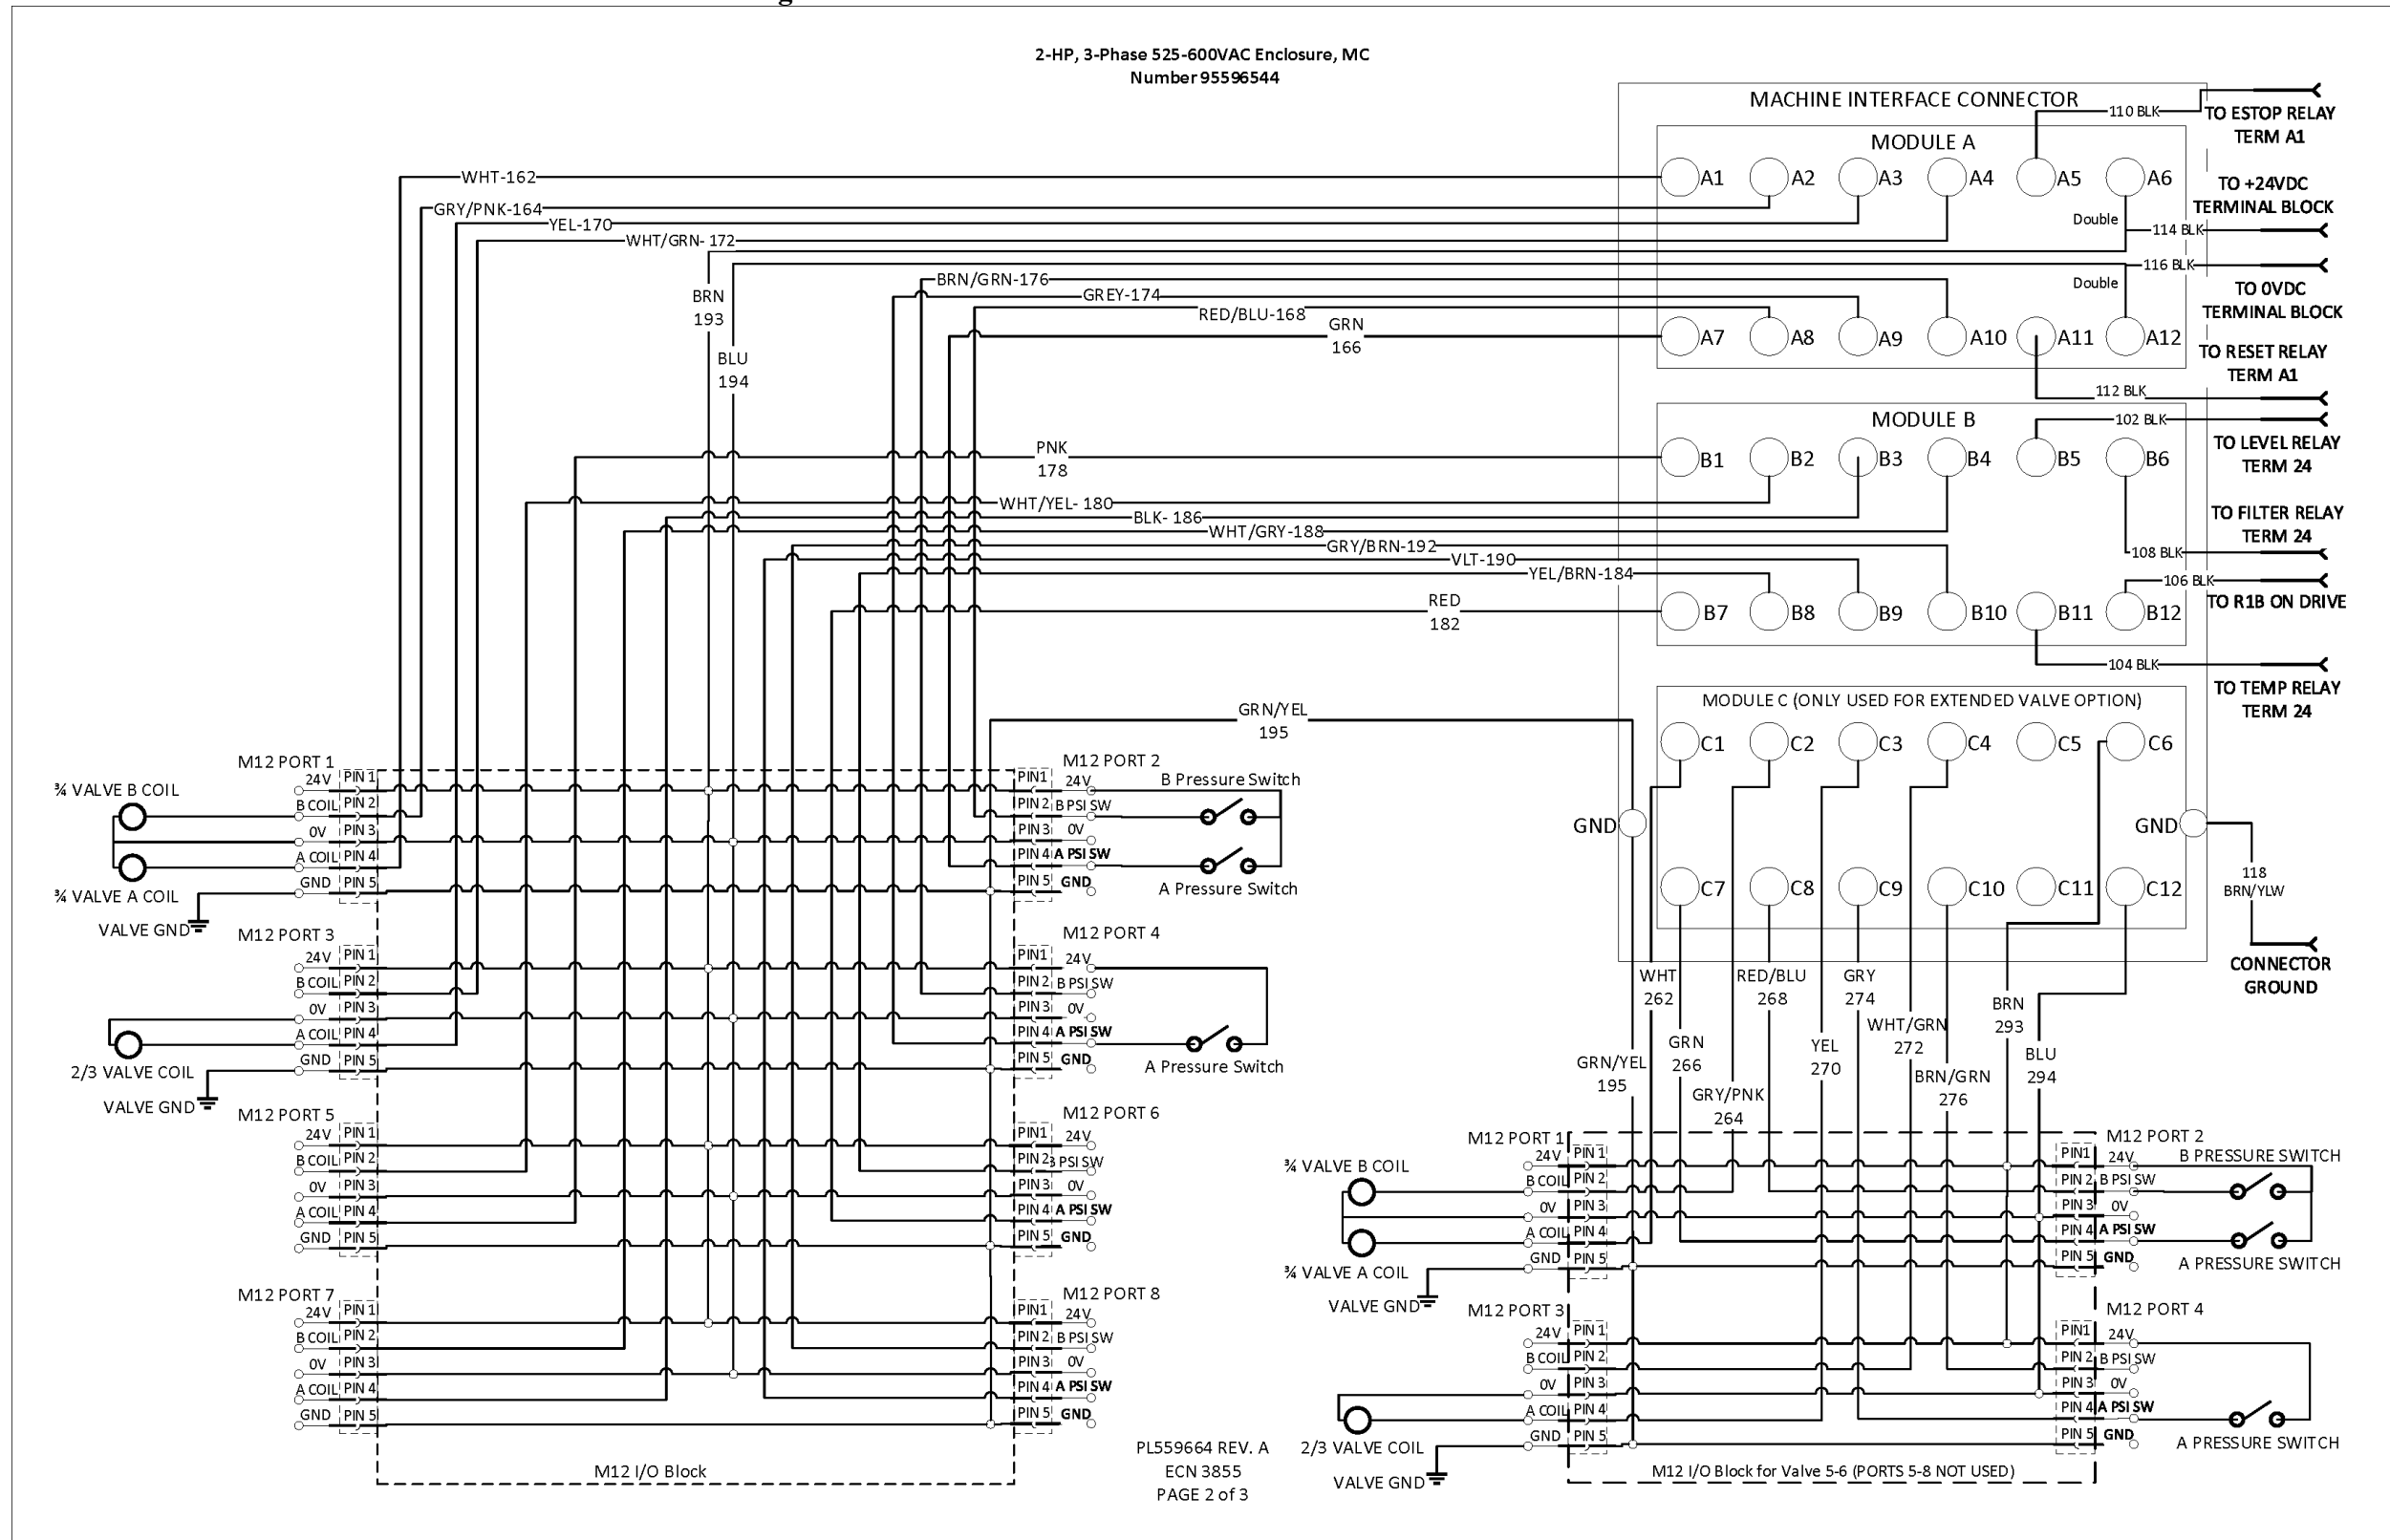 2-HP, 3-Phase 525-600VAC Enclosure, MC
Number 95596544
MACHINE INTERFACE CONNECTOR
MODULE A
A1
A2
A3
A4
A5
A6
A7
A8
A9
A10
A11
A12
Double
Double
110 BLK
TO ESTOP RELAY
TERM A1
TO +24VDC
TERMINAL BLOCK
114 BLK
116 BLK
TO 0VDC
TERMINAL BLOCK
TO RESET RELAY
TERM A1
112 BLK
WHT-162
GRY/PNK-164
YEL-170
WHT/GRN- 172
BRN
193
BLU
194
BRN/GRN-176
GREY-174
RED/BLU-168
GRN
166
MODULE B
B1
B2
B3
B4
B5
B6
B7
B8
B9
B10
B11
B12
102 BLK
TO LEVEL RELAY
TERM 24
TO FILTER RELAY
TERM 24
108 BLK
106 BLK
TO R1B ON DRIVE
104 BLK
TO TEMP RELAY
TERM 24
PNK
178
WHT/YEL- 180
BLK- 186
WHT/GRY-188
GRY/BRN-192
VLT-190
YEL/BRN-184
RED
182
GRN/YEL
195
MODULE C (ONLY USED FOR EXTENDED VALVE OPTION)
C1
C2
C3
C4
C5
C6
C7
C8
C9
C10
C11
C12
GND
GND
118
BRN/YLW
CONNECTOR
GROUND
M12 PORT 1
24V PIN 1
B COIL PIN 2
0V PIN 3
A COIL PIN 4
GND PIN 5
¾ VALVE B COIL
¾ VALVE A COIL
VALVE GND
M12 PORT 2
PIN1 24V
PIN 2 B PSI SW
PIN 3 0V
PIN 4 A PSI SW
PIN 5 GND
B Pressure Switch
A Pressure Switch
M12 PORT 3
24V PIN 1
B COIL PIN 2
0V PIN 3
A COIL PIN 4
GND PIN 5
2/3 VALVE COIL
VALVE GND
M12 PORT 4
PIN1 24V
PIN 2 B PSI SW
PIN 3 0V
PIN 4 A PSI SW
PIN 5 GND
A Pressure Switch
M12 PORT 5
24V PIN 1
B COIL PIN 2
0V PIN 3
A COIL PIN 4
GND PIN 5
M12 PORT 6
PIN1 24V
PIN 2 B PSI SW
PIN 3 0V
PIN 4 A PSI SW
PIN 5 GND
M12 PORT 7
24V PIN 1
B COIL PIN 2
0V PIN 3
A COIL PIN 4
GND PIN 5
M12 PORT 8
PIN1 24V
PIN 2 B PSI SW
PIN 3 0V
PIN 4 A PSI SW
PIN 5 GND
M12 I/O Block
PL559664 REV. A
ECN 3855
PAGE 2 of 3
WHT
262
RED/BLU
268
GRY
274
BRN
293
WHT/GRN
272
GRN
266
YEL
270
BLU
294
GRN/YEL
195
GRY/PNK
264
BRN/GRN
276
M12 PORT 1
24V PIN 1
B COIL PIN 2
0V PIN 3
A COIL PIN 4
GND PIN 5
¾ VALVE B COIL
¾ VALVE A COIL
VALVE GND
M12 PORT 2
PIN1 24V
PIN 2 B PSI SW
PIN 3 0V
PIN 4 A PSI SW
PIN 5 GND
B PRESSURE SWITCH
A PRESSURE SWITCH
M12 PORT 3
24V PIN 1
B COIL PIN 2
0V PIN 3
A COIL PIN 4
GND PIN 5
2/3 VALVE COIL
VALVE GND
M12 PORT 4
PIN1 24V
PIN 2 B PSI SW
PIN 3 0V
PIN 4 A PSI SW
PIN 5 GND
A PRESSURE SWITCH
M12 I/O Block for Valve 5-6 (PORTS 5-8 NOT USED)